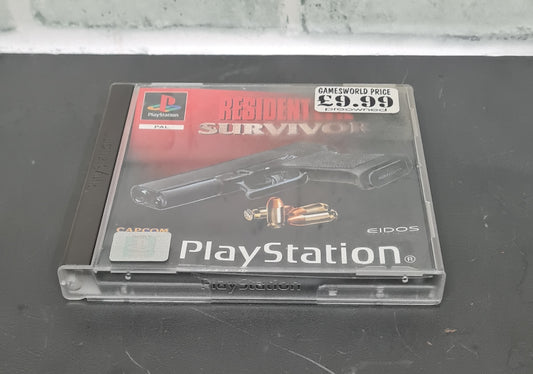 PlayStation
PAL
GAMESWORLD PRICE
£9.99
preowned
RESIDENT
SURVIVOR
CAPCOM
EIDOS
PlayStation®
PlayStation